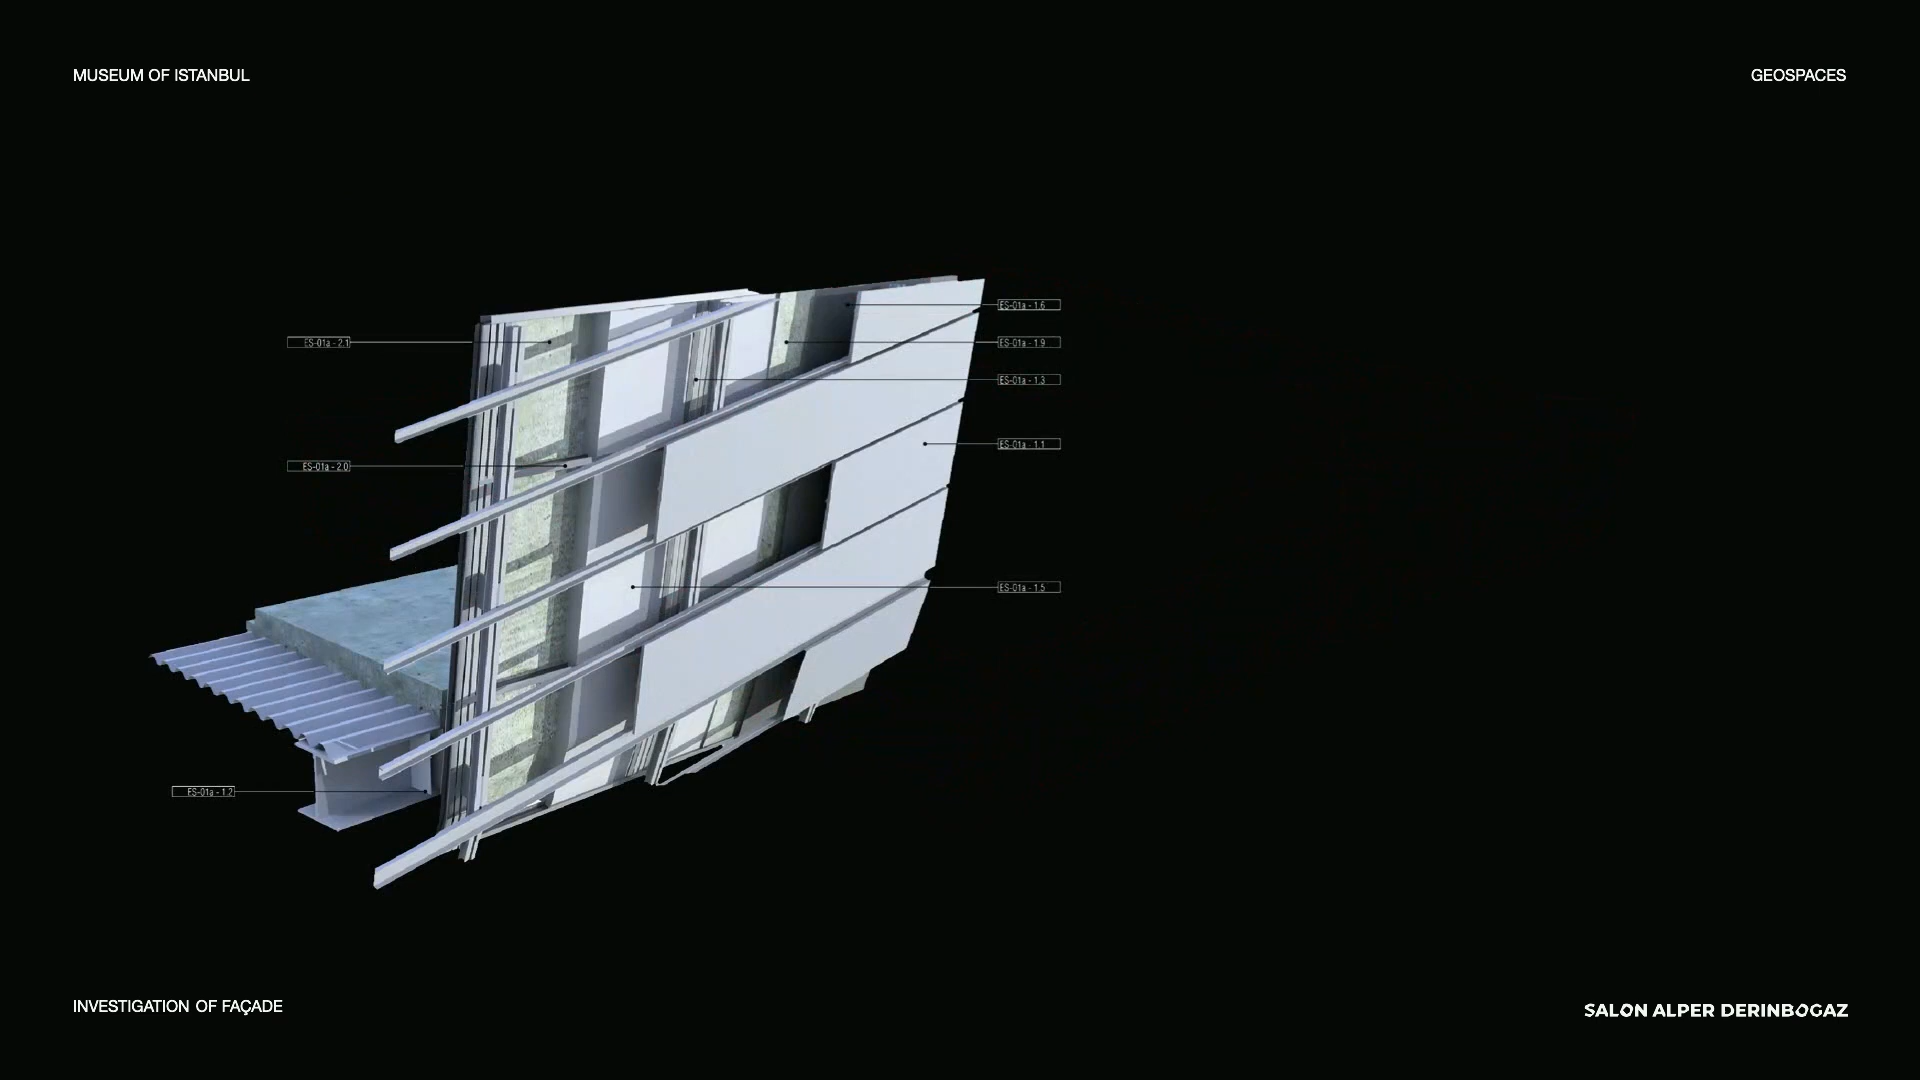 MUSEUM OF ISTANBUL
GEOSPACES
ES-01a - 1.6
ES-01a - 2.1
ES-01a - 1.9
ES-01a - 1.3
ES-01a - 1.1
ES-01a - 2.0
ES-01a - 1.5
ES-01a - 1.2
INVESTIGATION OF FAÇADE
SALON ALPER DERINBOGAZ